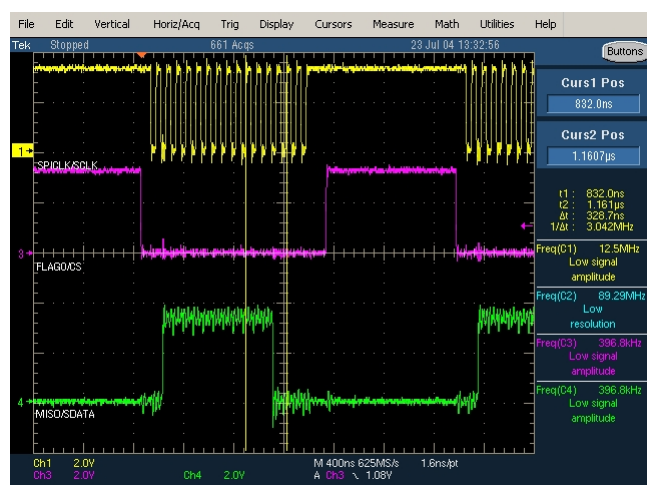 File Edit Vertical Horiz/Acq Trig Display Cursors Measure Math Utilities Help
Tek Stopped 661 Acqs 23 Jul 04 13:32:56
Buttons
Curs1 Pos
832.0ns
Curs2 Pos
1.1607µs
t1 : 832.0ns
t2 : 1.161µs
Δt : 328.7ns
1/Δt : 3.042MHz
1
SPICLK/SCLK
3
FLAG0/CS
4
MISO/SDATA
Freq(C1) 12.5MHz
Low signal
amplitude
Freq(C2) 89.29MHz
Low
resolution
Freq(C3) 396.8kHz
Low signal
amplitude
Freq(C4) 396.8kHz
Low signal
amplitude
Ch1 2.0V M 400ns 625MS/s 1.6ns/pt
Ch3 2.0V Ch4 2.0V A Ch3 ﹨ 1.08V